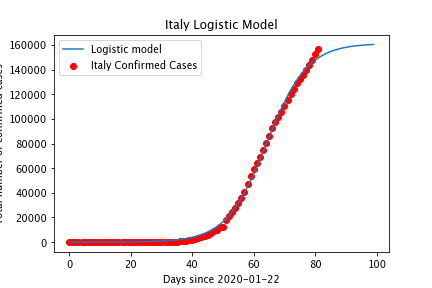 Italy Logistic Model
Logistic model
Italy Confirmed Cases
160000
140000
120000
100000
80000
60000
40000
20000
0
0 20 40 60 80 100
Days since 2020-01-22